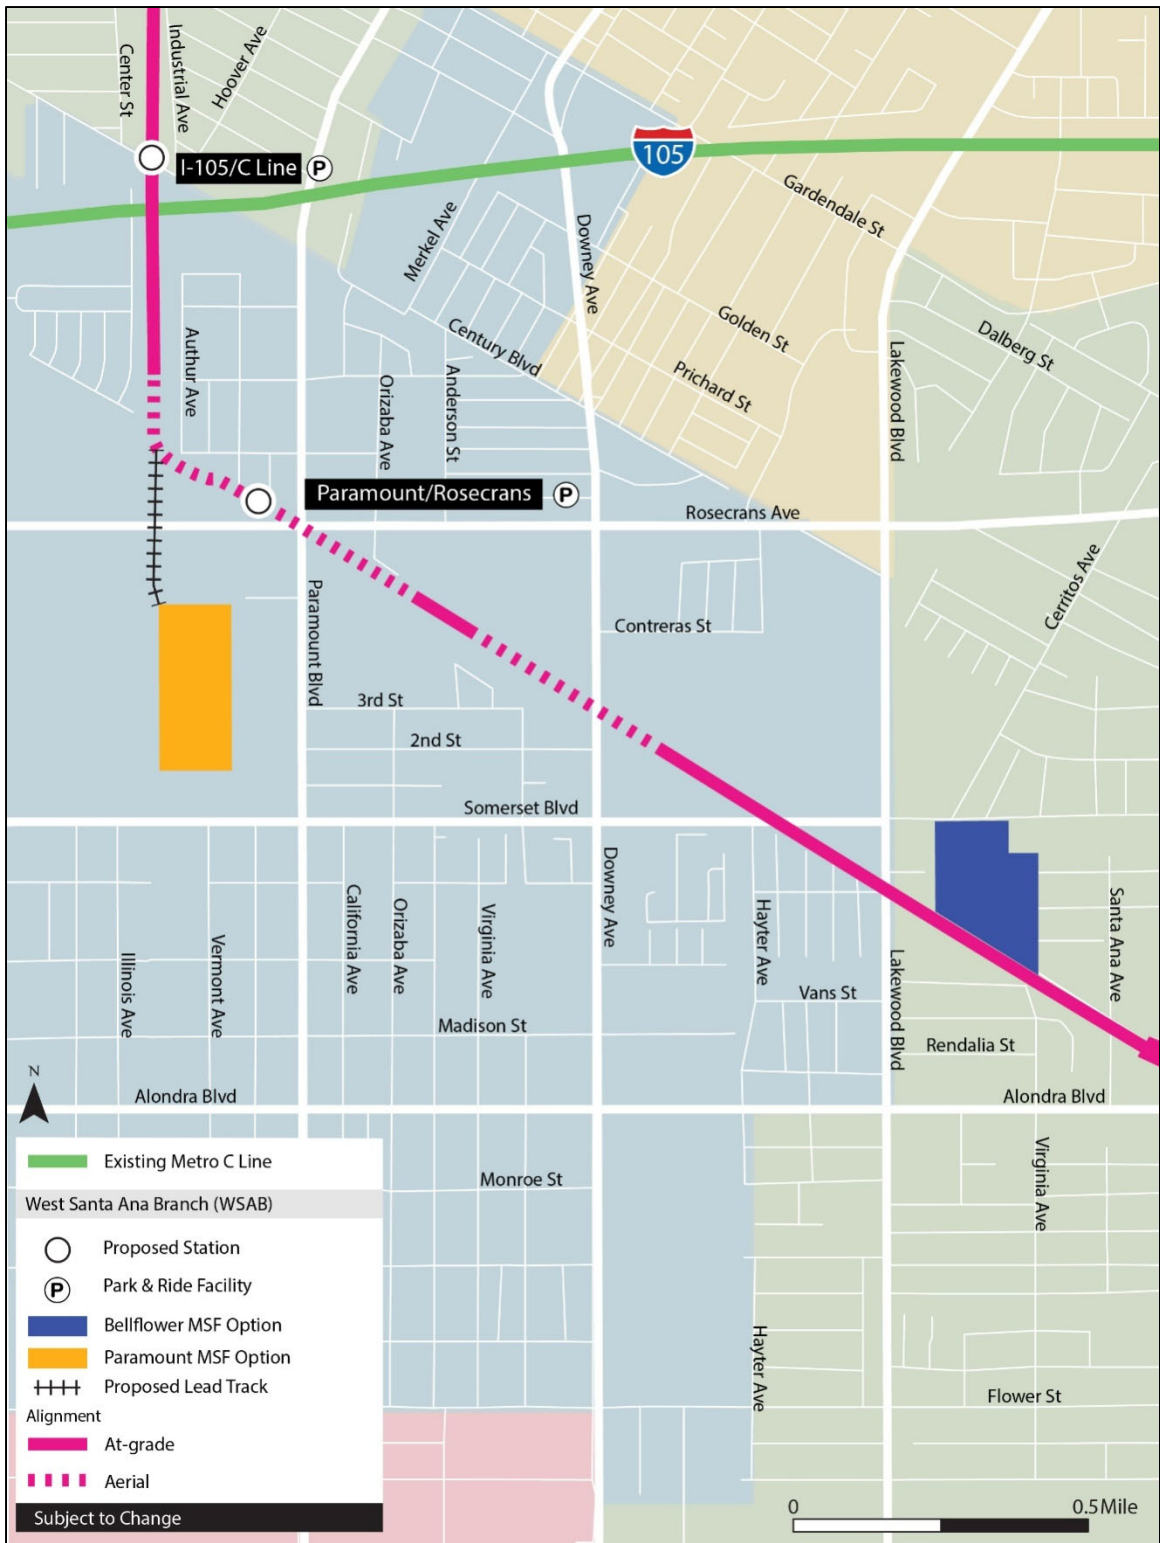 Center St
Industrial Ave
Hoover Ave
I-105/C Line
P
105
Gardendale St
Merkel Ave
Downey Ave
Golden St
Dalberg St
Century Blvd
Prichard St
Authur Ave
Orizaba Ave
Anderson St
Lakewood Blvd
Paramount/Rosecrans
P
Rosecrans Ave
Cerritos Ave
Paramount Blvd
Contreras St
3rd St
2nd St
Somerset Blvd
California Ave
Orizaba Ave
Virginia Ave
Downey Ave
Hayter Ave
Santa Ana Ave
Illinois Ave
Vermont Ave
Lakewood Blvd
Vans St
Madison St
Rendalia St
N
Alondra Blvd
Alondra Blvd
Virginia Ave
Monroe St
Hayter Ave
Flower St
Existing Metro C Line
West Santa Ana Branch (WSAB)
Proposed Station
P
Park & Ride Facility
Bellflower MSF Option
Paramount MSF Option
Proposed Lead Track
Alignment
At-grade
Aerial
Subject to Change
0
0.5Mile